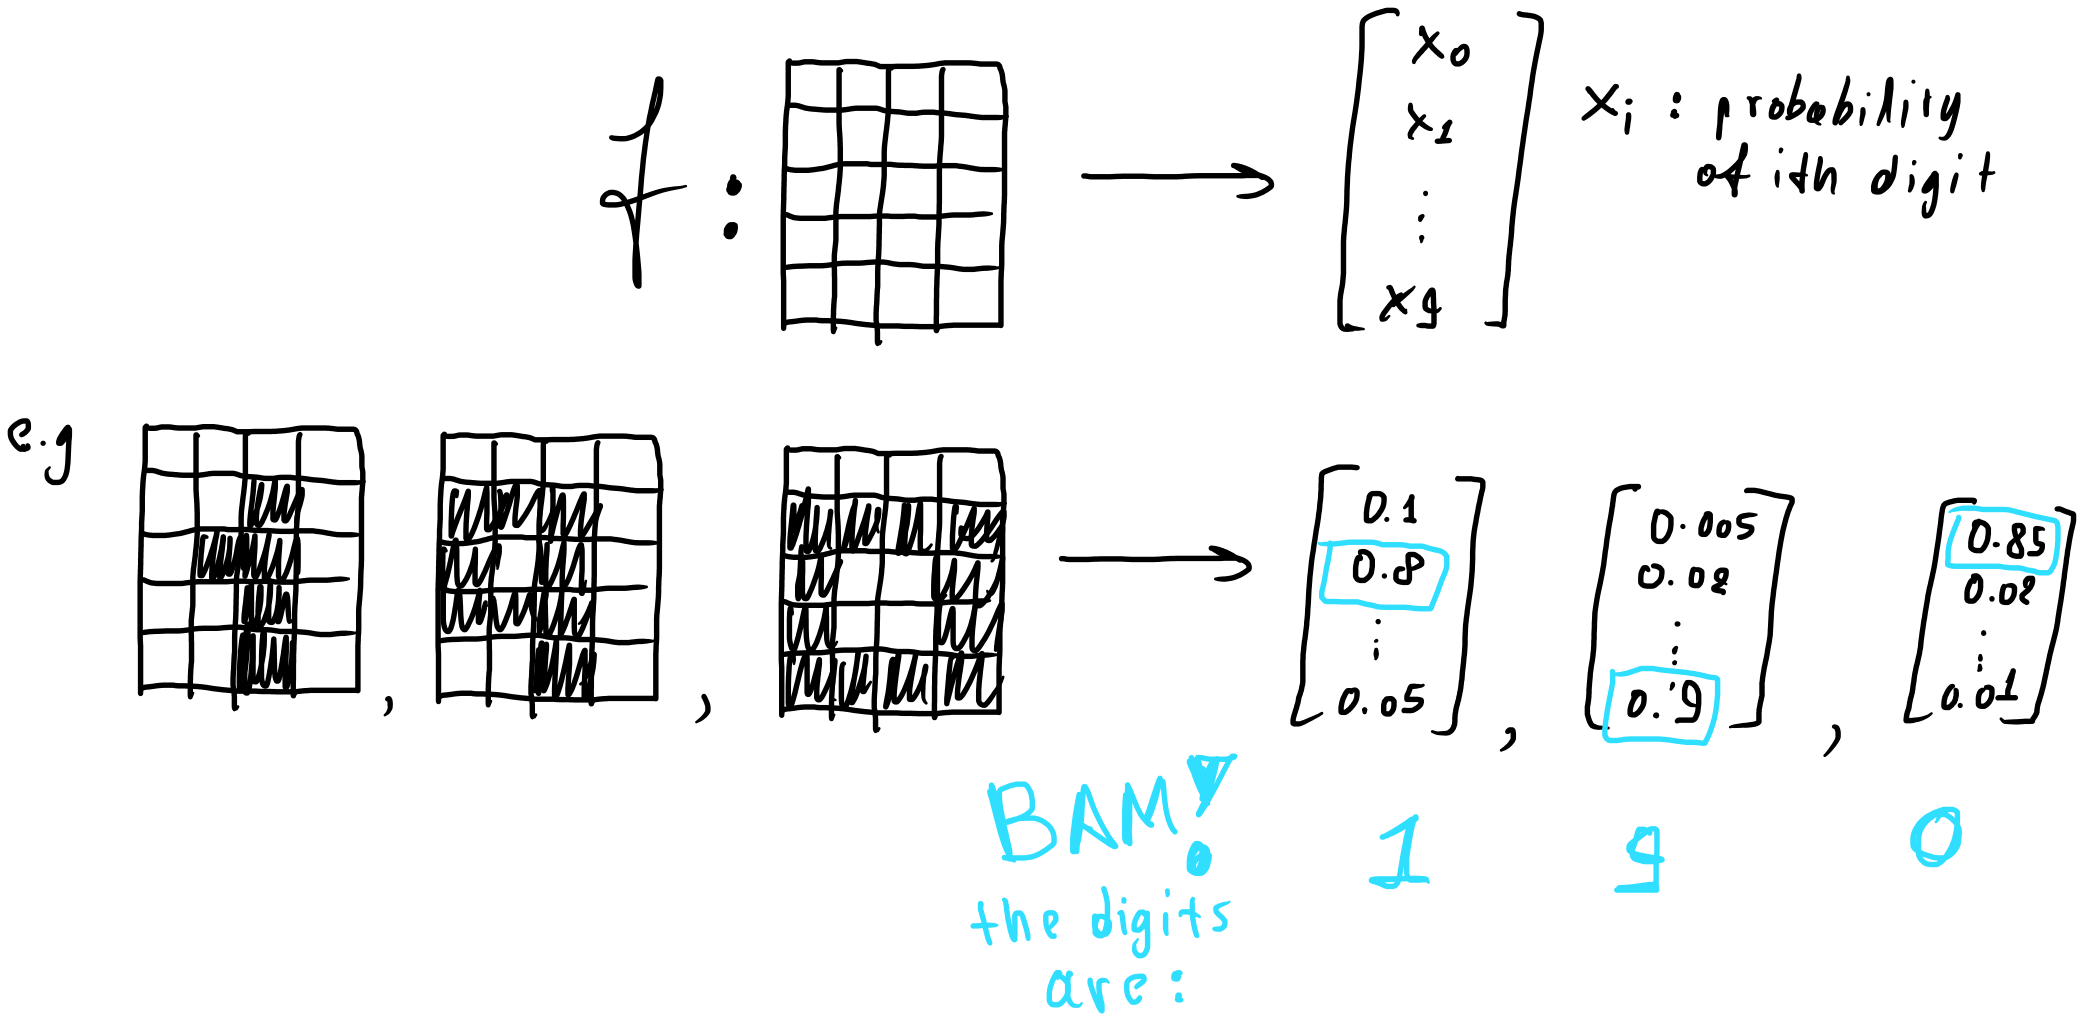 f :
x0
x1
⋮
x9
xi : probability
of ith digit
e.g
, ,
0.1
0.8
⋮
0.05
,
0.005
0.02
⋮
0.9
,
0.85
0.02
⋮
0.01
BAM!
the digits
are:
1 9 0